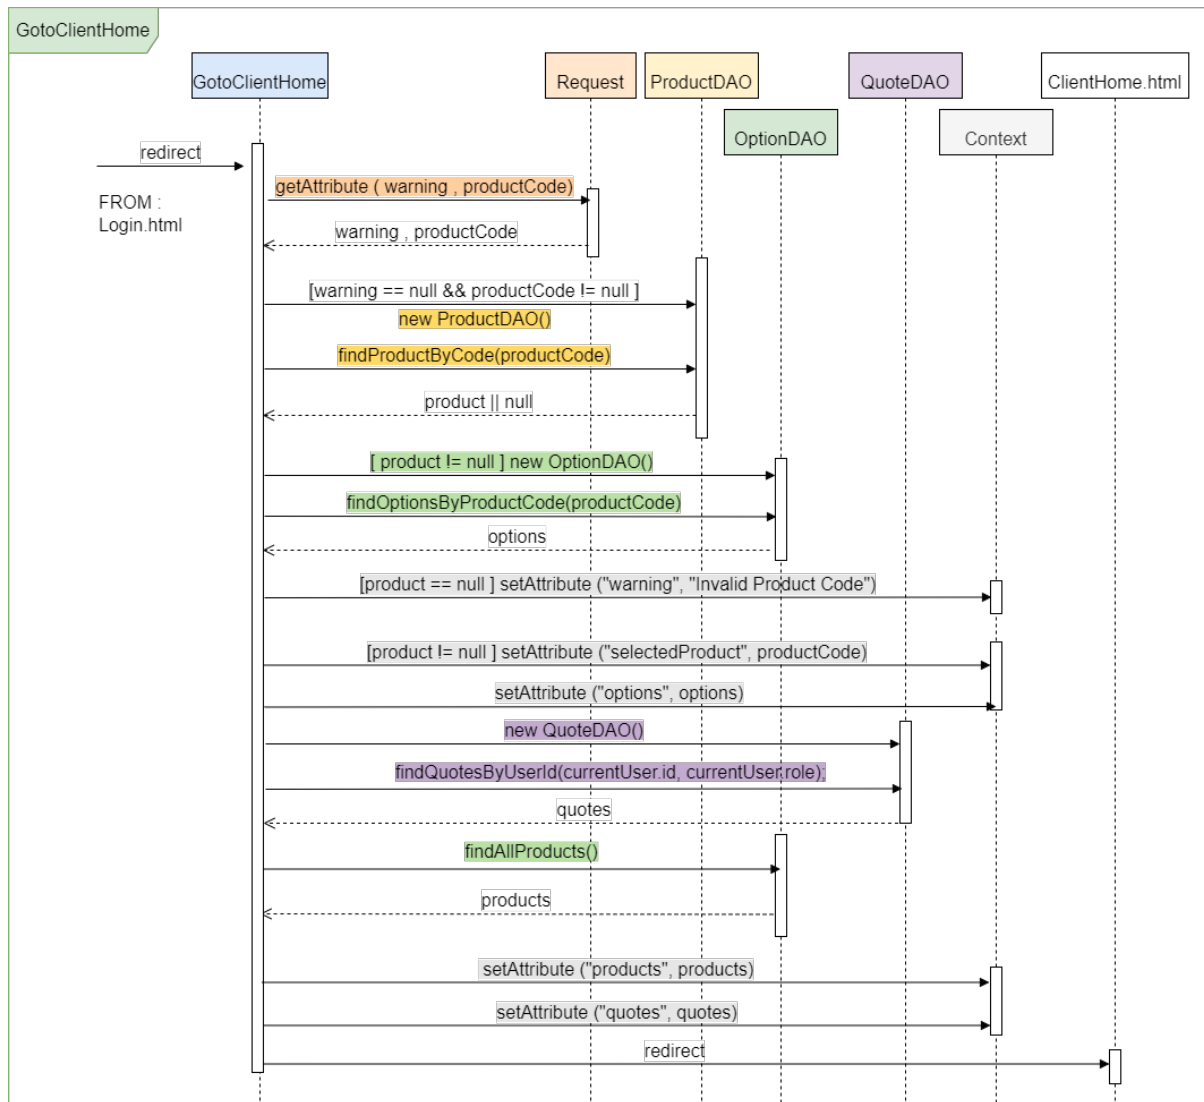 GotoClientHome
GotoClientHome
Request
ProductDAO
QuoteDAO
ClientHome.html
OptionDAO
Context
redirect
FROM :
Login.html
getAttribute ( warning , productCode)
warning , productCode
[warning == null && productCode != null ]
new ProductDAO()
findProductByCode(productCode)
product || null
[ product != null ] new OptionDAO()
findOptionsByProductCode(productCode)
options
[product == null ] setAttribute ("warning", "Invalid Product Code")
[product != null ] setAttribute ("selectedProduct", productCode)
setAttribute ("options", options)
new QuoteDAO()
findQuotesByUserId(currentUser.id, currentUser.role);
quotes
findAllProducts()
products
setAttribute ("products", products)
setAttribute ("quotes", quotes)
redirect